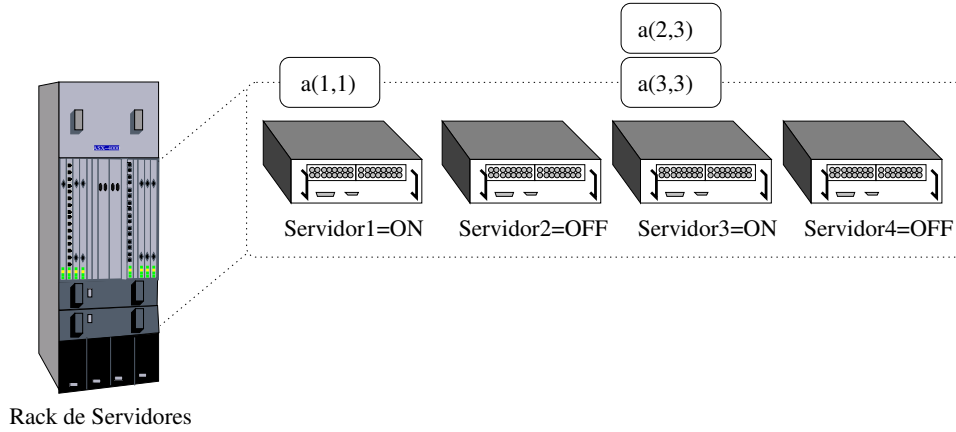 a(2,3)
a(1,1)
a(3,3)
Servidor1=ON
Servidor2=OFF
Servidor3=ON
Servidor4=OFF
Rack de Servidores